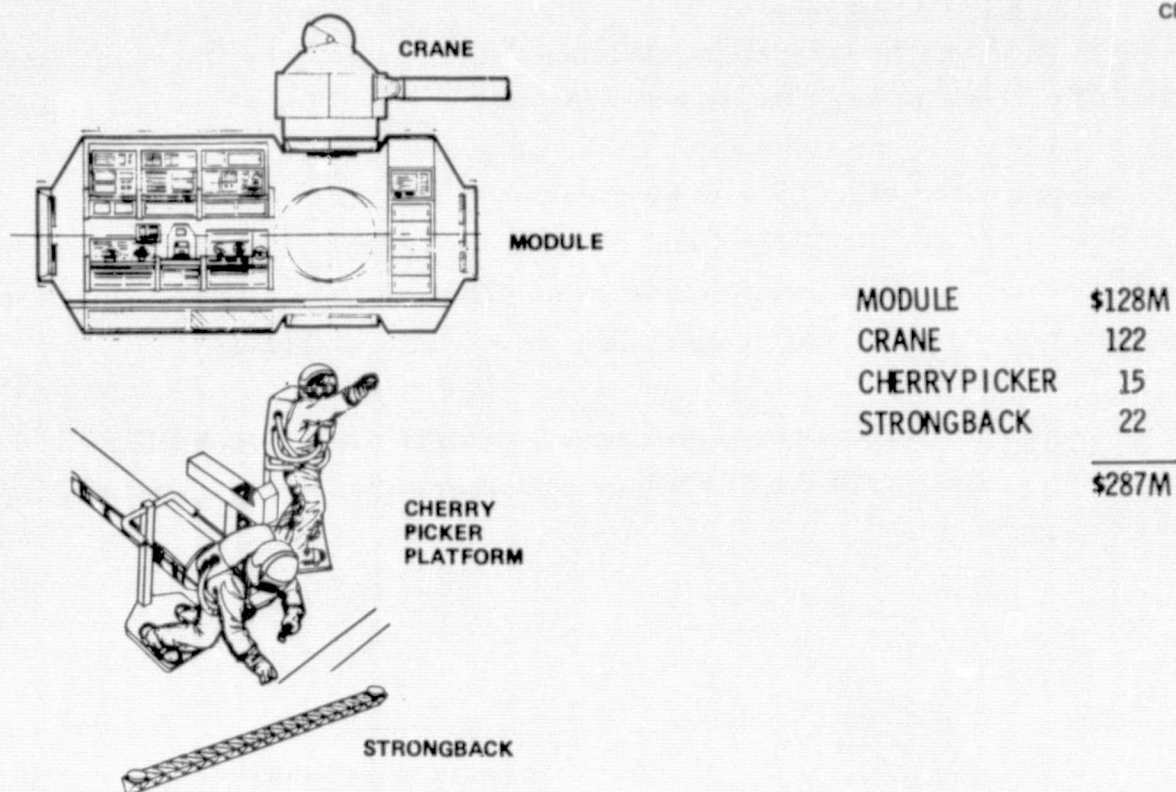 CRANE
MODULE
CHERRY
PICKER
PLATFORM
STRONGBACK
MODULE $128M
CRANE 122
CHERRYPICKER 15
STRONGBACK 22
$287M